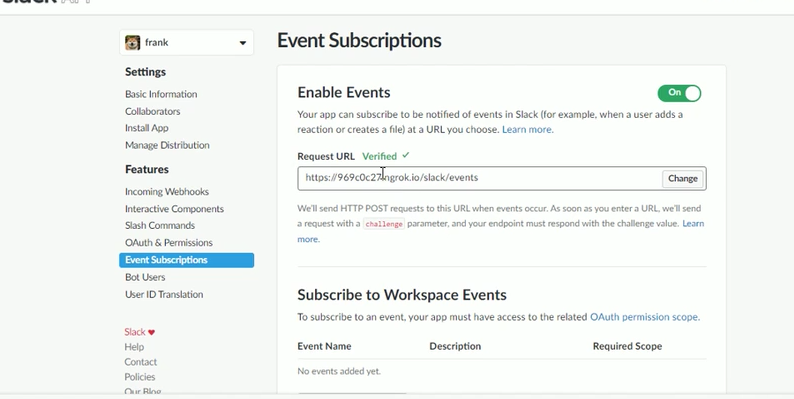 frank
Settings
Basic Information
Collaborators
Install App
Manage Distribution
Features
Incoming Webhooks
Interactive Components
Slash Commands
OAuth & Permissions
Event Subscriptions
Bot Users
User ID Translation
Slack ❤
Help
Contact
Policies
Our Blog
Event Subscriptions
Enable Events
On
Your app can subscribe to be notified of events in Slack (for example, when a user adds a
reaction or creates a file) at a URL you choose. Learn more.
Request URL Verified ✓
https://969c0c27.ngrok.io/slack/events
Change
We'll send HTTP POST requests to this URL when events occur. As soon as you enter a URL, we'll send
a request with a challenge parameter, and your endpoint must respond with the challenge value. Learn
more.
Subscribe to Workspace Events
To subscribe to an event, your app must have access to the related OAuth permission scope.
Event Name Description Required Scope
No events added yet.